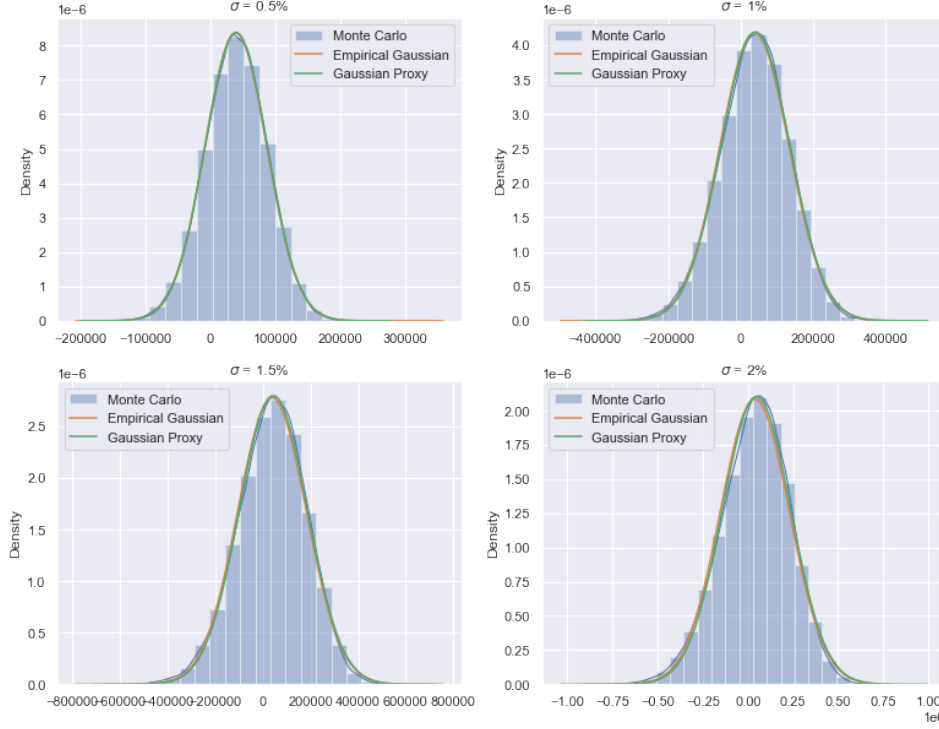 σ = 0.5%
1e−6
Monte Carlo
Empirical Gaussian
Gaussian Proxy
Density
8
7
6
5
4
3
2
1
0
−200000 −100000 0 100000 200000 300000
σ = 1%
1e−6
Monte Carlo
Empirical Gaussian
Gaussian Proxy
Density
4.0
3.5
3.0
2.5
2.0
1.5
1.0
0.5
0.0
−400000 −200000 0 200000 400000
σ = 1.5%
1e−6
Monte Carlo
Empirical Gaussian
Gaussian Proxy
Density
2.5
2.0
1.5
1.0
0.5
0.0
−800000 −600000 −400000 −200000 0 200000 400000 600000 800000
σ = 2%
1e−6
Monte Carlo
Empirical Gaussian
Gaussian Proxy
Density
2.00
1.75
1.50
1.25
1.00
0.75
0.50
0.25
0.00
−1.00 −0.75 −0.50 −0.25 0.00 0.25 0.50 0.75 1.00